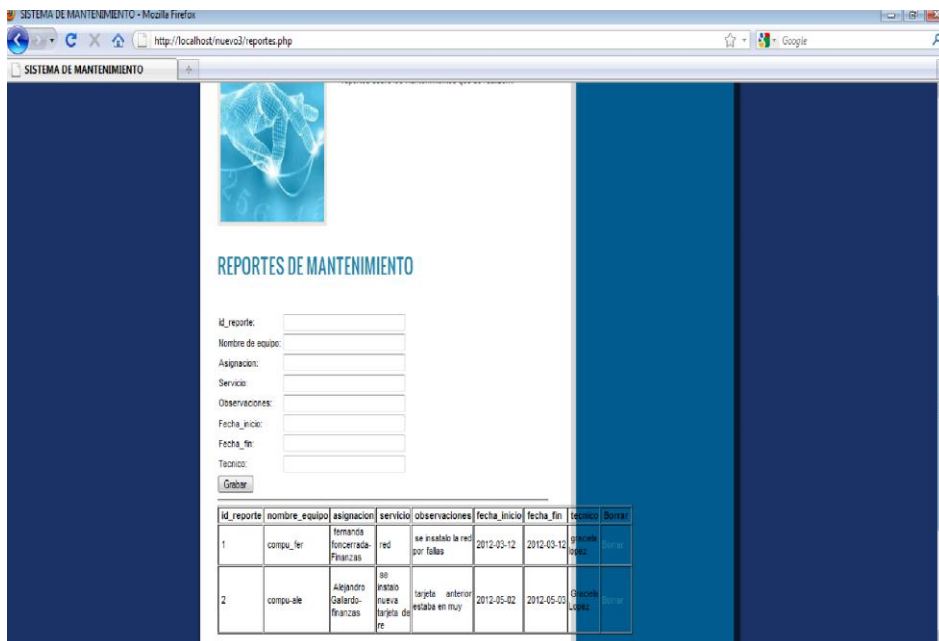 SISTEMA DE MANTENIMIENTO - Mozilla Firefox
http://localhost/nuevo3/reportes.php
Google
SISTEMA DE MANTENIMIENTO
REPORTES DE MANTENIMIENTO
id_reporte:
Nombre de equipo:
Asignacion:
Servicio:
Observaciones:
Fecha_inicio:
Fecha_fin:
Tecnico:
Grabar
id_reporte nombre_equipo asignacion servicio observaciones fecha_inicio fecha_fin tecnico Borrar
1 compu_fer fernanda foncerrada-Finanzas red se insatalo la red por fallas 2012-03-12 2012-03-12 graciela lopez Borrar
2 compu-ale Alejandro Gallardo-finanzas se instalo nueva tarjeta de re tarjeta anterior estaba en muy 2012-05-02 2012-05-03 Graciela Lopez Borrar